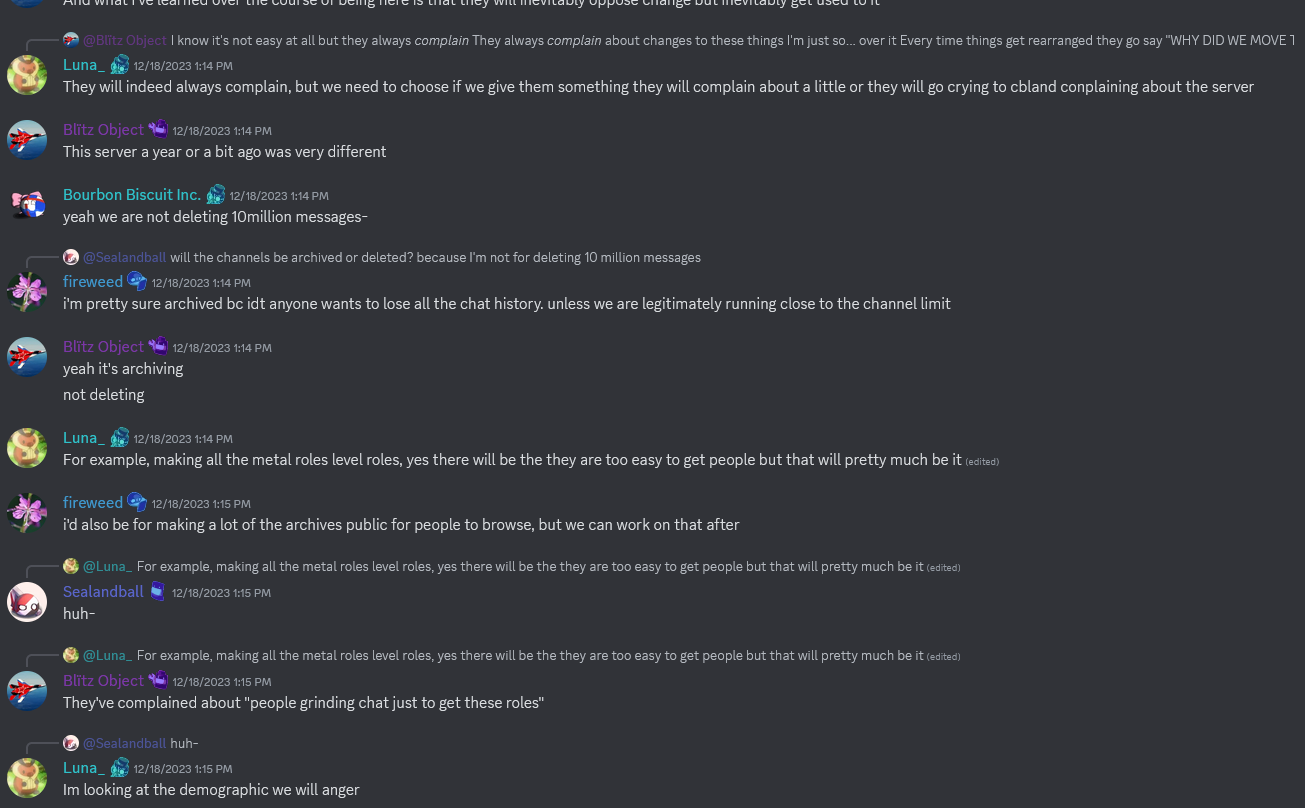 And what I've learned over the course of being here is that they will inevitably oppose change but inevitably get used to it
@Blïtz Object I know it's not easy at all but they always complain They always complain about changes to these things I'm just so... over it Every time things get rearranged they go say "WHY DID WE MOVE
Luna_ 12/18/2023 1:14 PM
They will indeed always complain, but we need to choose if we give them something they will complain about a little or they will go crying to cbland conplaining about the server
Blïtz Object 12/18/2023 1:14 PM
This server a year or a bit ago was very different
Bourbon Biscuit Inc. 12/18/2023 1:14 PM
yeah we are not deleting 10million messages-
@Sealandball will the channels be archived or deleted? because I'm not for deleting 10 million messages
fireweed 12/18/2023 1:14 PM
i'm pretty sure archived bc idt anyone wants to lose all the chat history. unless we are legitimately running close to the channel limit
Blïtz Object 12/18/2023 1:14 PM
yeah it's archiving
not deleting
Luna_ 12/18/2023 1:14 PM
For example, making all the metal roles level roles, yes there will be the they are too easy to get people but that will pretty much be it (edited)
fireweed 12/18/2023 1:15 PM
i'd also be for making a lot of the archives public for people to browse, but we can work on that after
@Luna_ For example, making all the metal roles level roles, yes there will be the they are too easy to get people but that will pretty much be it (edited)
Sealandball 12/18/2023 1:15 PM
huh-
@Luna_ For example, making all the metal roles level roles, yes there will be the they are too easy to get people but that will pretty much be it (edited)
Blïtz Object 12/18/2023 1:15 PM
They've complained about "people grinding chat just to get these roles"
@Sealandball huh-
Luna_ 12/18/2023 1:15 PM
Im looking at the demographic we will anger